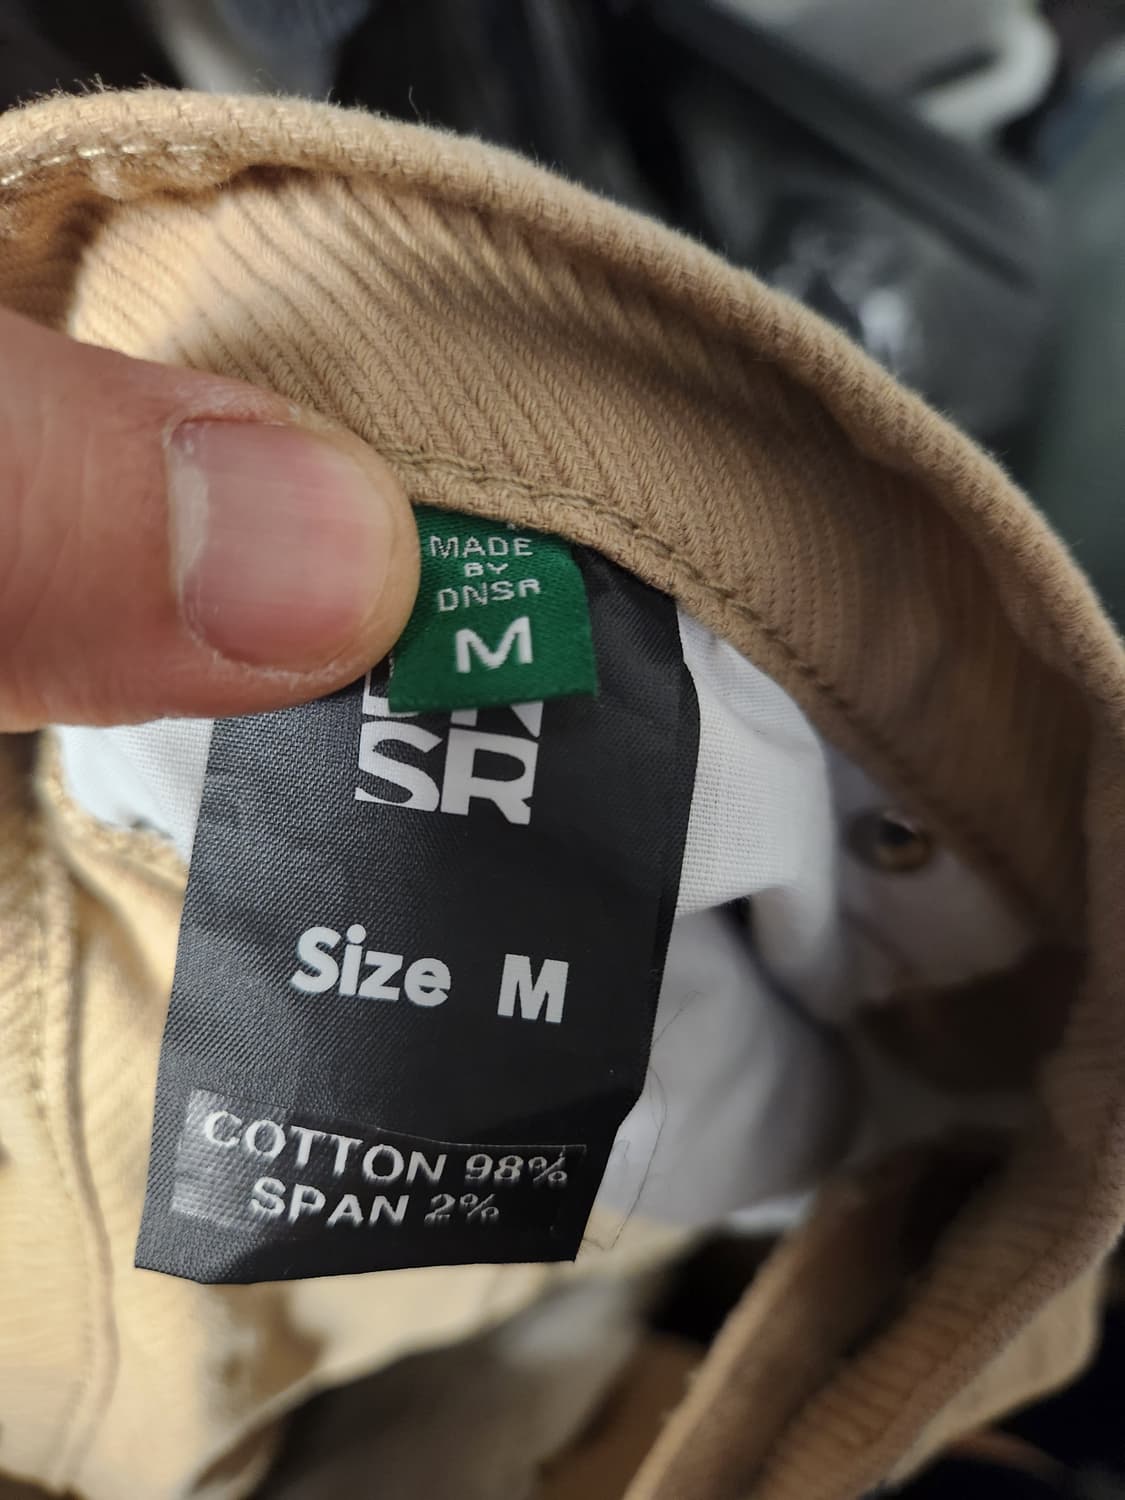 MADE
BY
DNSR
M
SR
Size M
COTTON 98%
SPAN 2%